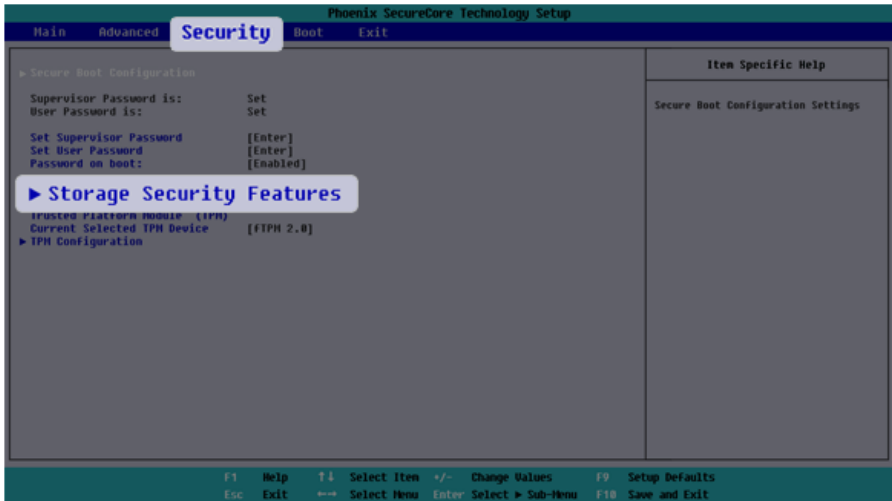 Phoenix SecureCore Technology Setup
Main Advanced Security Boot Exit
► Secure Boot Configuration
Item Specific Help
Supervisor Password is: Set
User Password is: Set
Secure Boot Configuration Settings
Set Supervisor Password [Enter]
Set User Password [Enter]
Password on boot: [Enabled]
► Storage Security Features
Trusted Platform Module (TPM)
Current Selected TPM Device [fTPM 2.0]
► TPM Configuration
F1 Help ↑↓ Select Item +/- Change Values F9 Setup Defaults
Esc Exit ←→ Select Menu Enter Select ► Sub-Menu F10 Save and Exit